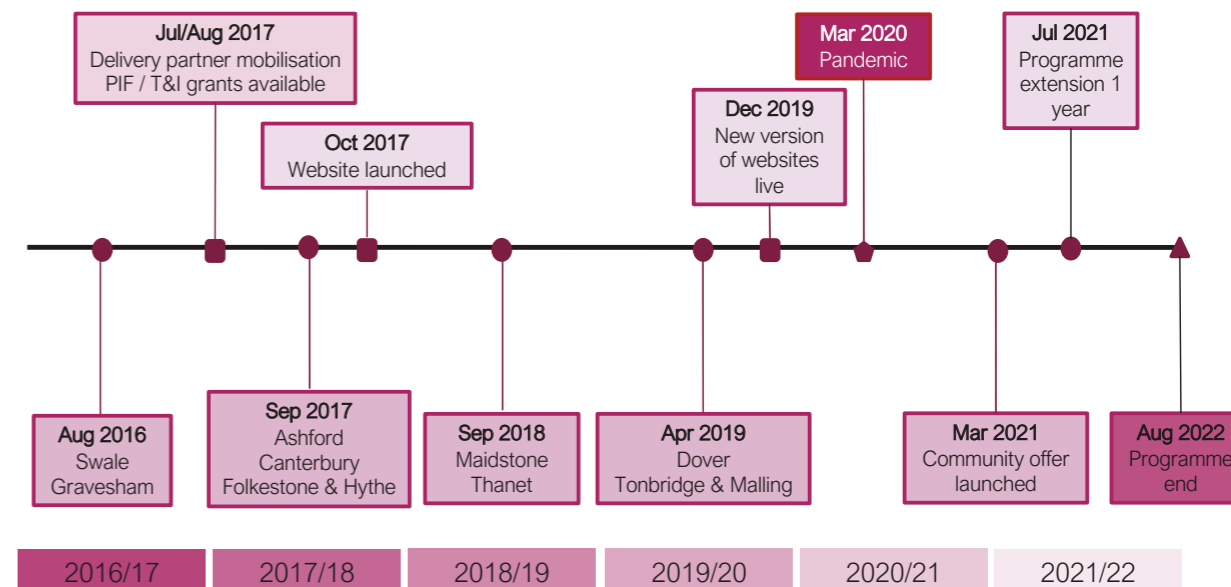 Jul/Aug 2017
Delivery partner mobilisation
PIF / T&I grants available
Oct 2017
Website launched
Dec 2019
New version
of websites
live
Mar 2020
Pandemic
Jul 2021
Programme
extension 1
year
Aug 2016
Swale
Gravesham
Sep 2017
Ashford
Canterbury
Folkestone & Hythe
Sep 2018
Maidstone
Thanet
Apr 2019
Dover
Tonbridge & Malling
Mar 2021
Community offer
launched
Aug 2022
Programme
end
2016/17
2017/18
2018/19
2019/20
2020/21
2021/22